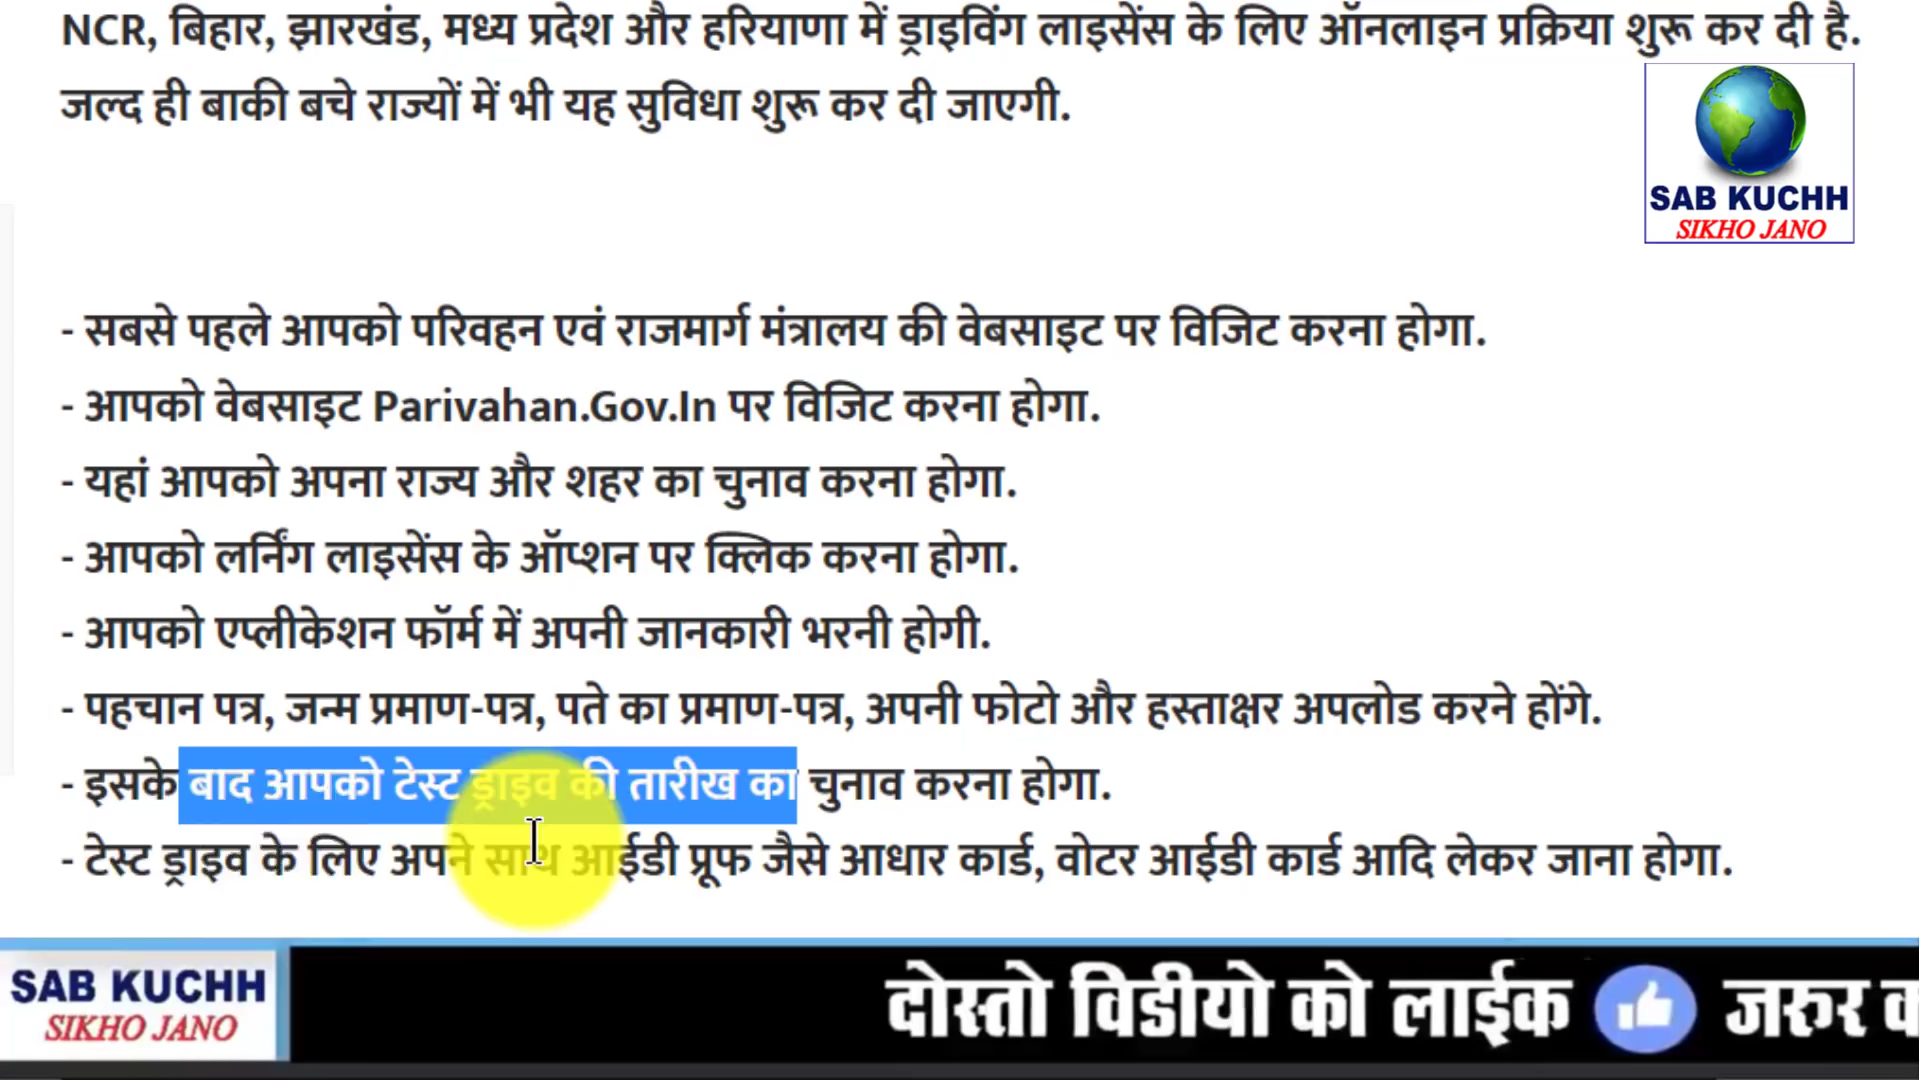 NCR, बिहार, झारखंड, मध्य प्रदेश और हरियाणा में ड्राइविंग लाइसेंस के लिए ऑनलाइन प्रक्रिया शुरू कर दी है.
जल्द ही बाकी बचे राज्यों में भी यह सुविधा शुरू कर दी जाएगी.
SAB KUCHH
SIKHO JANO
- सबसे पहले आपको परिवहन एवं राजमार्ग मंत्रालय की वेबसाइट पर विजिट करना होगा.
- आपको वेबसाइट Parivahan.Gov.In पर विजिट करना होगा.
- यहां आपको अपना राज्य और शहर का चुनाव करना होगा.
- आपको लर्निंग लाइसेंस के ऑप्शन पर क्लिक करना होगा.
- आपको एप्लीकेशन फॉर्म में अपनी जानकारी भरनी होगी.
- पहचान पत्र, जन्म प्रमाण-पत्र, पते का प्रमाण-पत्र, अपनी फोटो और हस्ताक्षर अपलोड करने होंगे.
- इसके बाद आपको टेस्ट ड्राइव की तारीख का चुनाव करना होगा.
- टेस्ट ड्राइव के लिए अपने साथ आईडी प्रूफ जैसे आधार कार्ड, वोटर आईडी कार्ड आदि लेकर जाना होगा.
SAB KUCHH
SIKHO JANO
दोस्तो विडीयो को लाईक जरुर